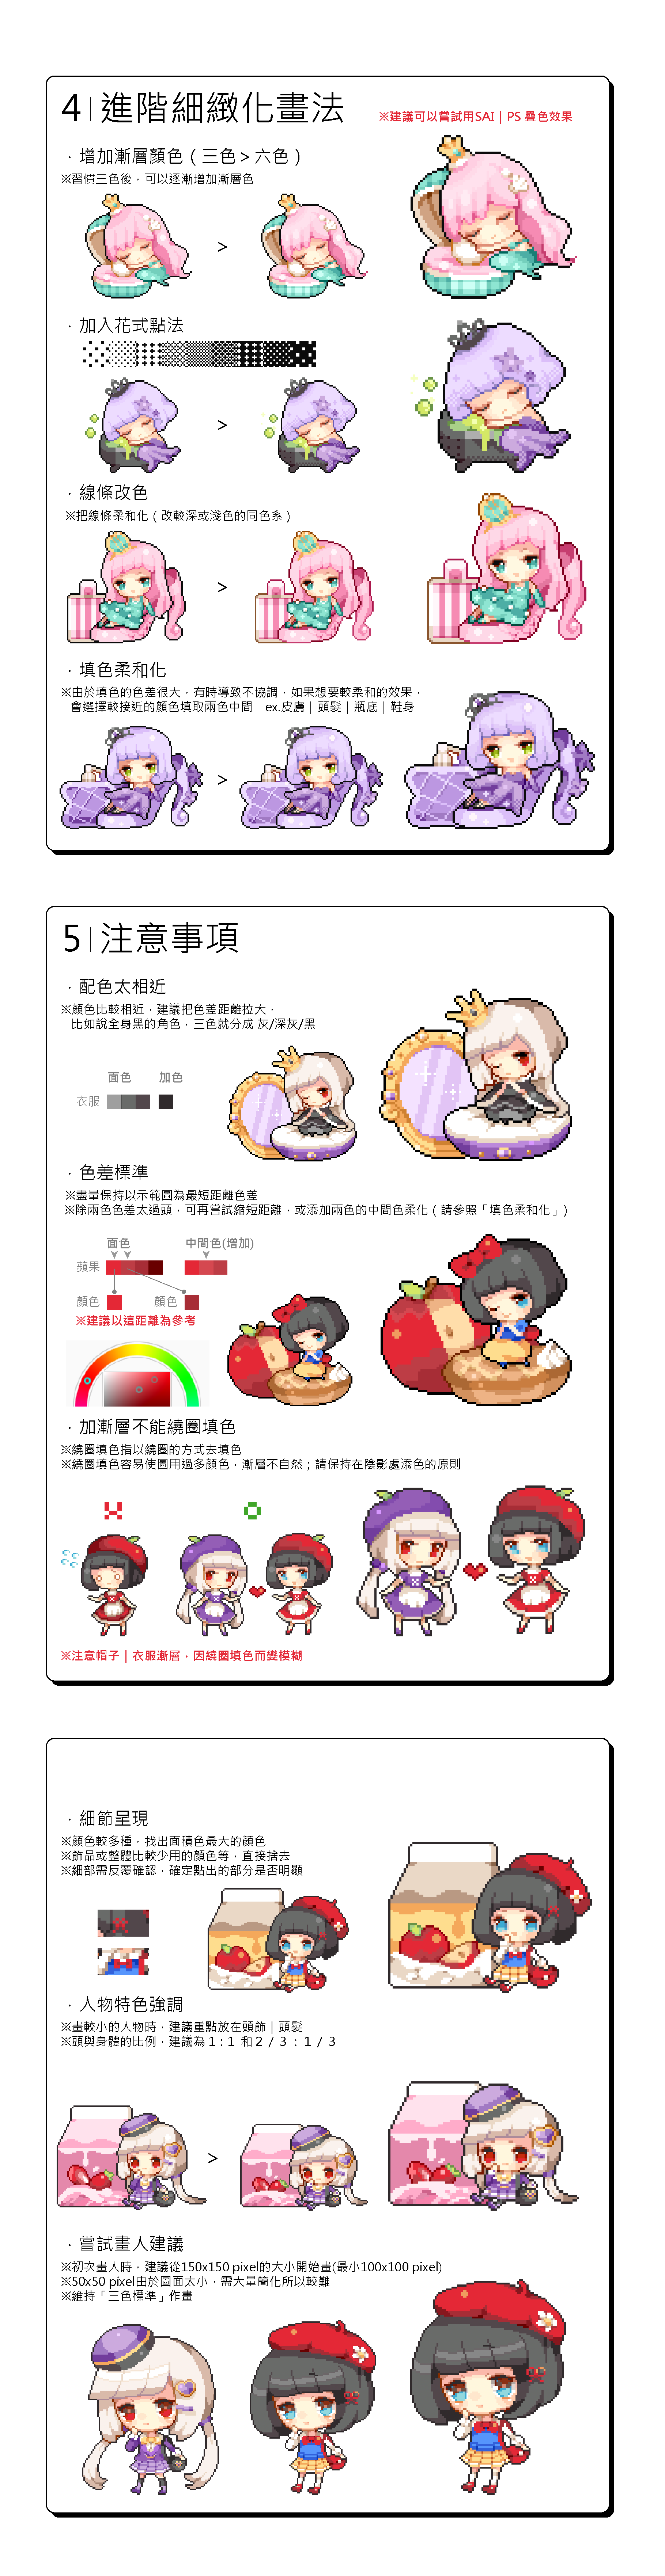 4 | 進階細緻化畫法
※建議可以嘗試用SAI | PS 疊色效果
．增加漸層顏色（三色＞六色）
※習慣三色後，可以逐漸增加漸層色
>
．加入花式點法
>
．線條改色
※把線條柔和化（改較深或淺色的同色系）
>
．填色柔和化
※由於填色的色差很大，有時導致不協調，如果想要較柔和的效果，
會選擇較接近的顏色填取兩色中間 ex.皮膚 | 頭髮 | 瓶底 | 鞋身
>
5 | 注意事項
．配色太相近
※顏色比較相近，建議把色差距離拉大，
比如說全身黑的角色，三色就分成 灰/深灰/黑
面色 加色
衣服
．色差標準
※盡量保持以示範圖為最短距離色差
※除兩色色差太過頭，可再嘗試縮短距離，或添加兩色的中間色柔化（請參照「填色柔和化」）
面色 中間色(增加)
蘋果
顏色 顏色
※建議以這距離為參考
．加漸層不能繞圈填色
※繞圈填色指以繞圈的方式去填色
※繞圈填色容易使圖用過多顏色，漸層不自然；請保持在陰影處添色的原則
※注意帽子 | 衣服漸層，因繞圈填色而變模糊
．細節呈現
※顏色較多種，找出面積色最大的顏色
※飾品或整體比較少用的顏色等，直接捨去
※細部需反覆確認，確定點出的部分是否明顯
．人物特色強調
※畫較小的人物時，建議重點放在頭飾 | 頭髮
※頭與身體的比例，建議為 1 : 1 和 2 / 3 : 1 / 3
>
．嘗試畫人建議
※初次畫人時，建議從150x150 pixel的大小開始畫(最小100x100 pixel)
※50x50 pixel由於圖面太小，需大量簡化所以較難
※維持「三色標準」作畫